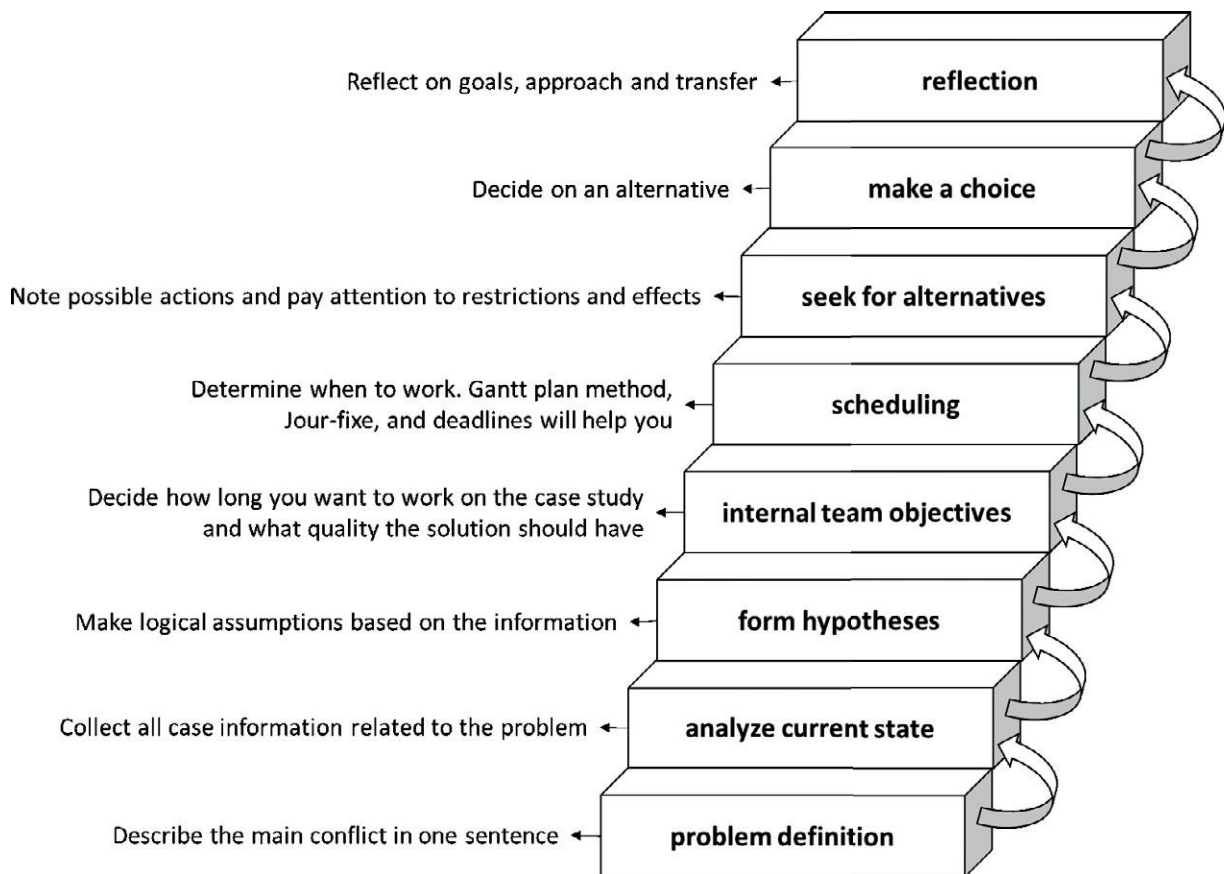 Reflect on goals, approach and transfer
reflection
Decide on an alternative
make a choice
Note possible actions and pay attention to restrictions and effects
seek for alternatives
Determine when to work. Gantt plan method,
Jour-fixe, and deadlines will help you
scheduling
Decide how long you want to work on the case study
and what quality the solution should have
internal team objectives
Make logical assumptions based on the information
form hypotheses
Collect all case information related to the problem
analyze current state
Describe the main conflict in one sentence
problem definition